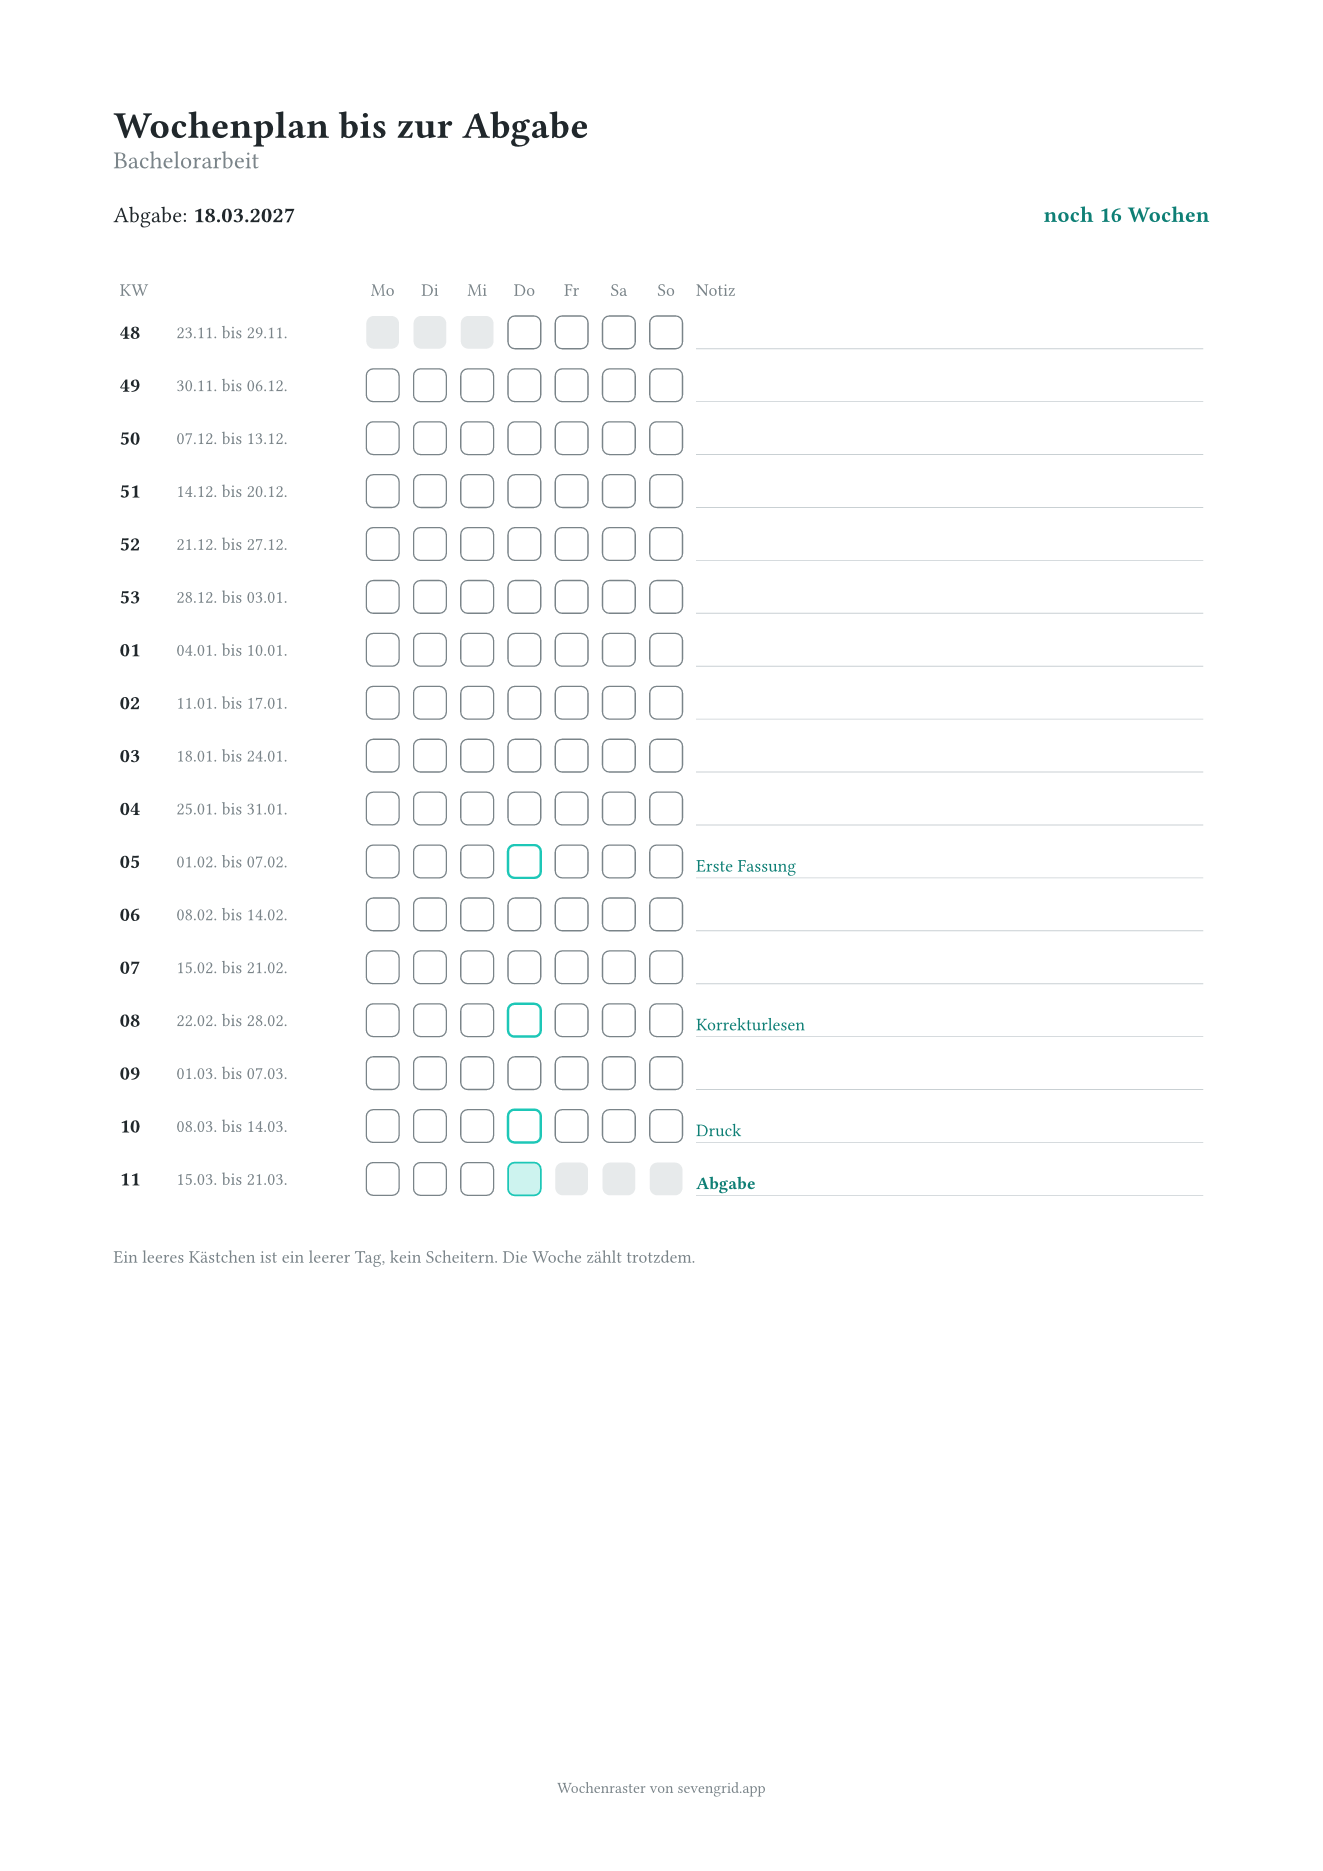 Wochenplan bis zur Abgabe
Bachelorarbeit
Abgabe: 18.03.2027 noch 16 Wochen
KW Mo Di Mi Do Fr Sa So Notiz
48 23.11. bis 29.11.
49 30.11. bis 06.12.
50 07.12. bis 13.12.
51 14.12. bis 20.12.
52 21.12. bis 27.12.
53 28.12. bis 03.01.
01 04.01. bis 10.01.
02 11.01. bis 17.01.
03 18.01. bis 24.01.
04 25.01. bis 31.01.
05 01.02. bis 07.02. Erste Fassung
06 08.02. bis 14.02.
07 15.02. bis 21.02.
08 22.02. bis 28.02. Korrekturlesen
09 01.03. bis 07.03.
10 08.03. bis 14.03. Druck
11 15.03. bis 21.03. Abgabe
Ein leeres Kästchen ist ein leerer Tag, kein Scheitern. Die Woche zählt trotzdem.
Wochenraster von sevengrid.app